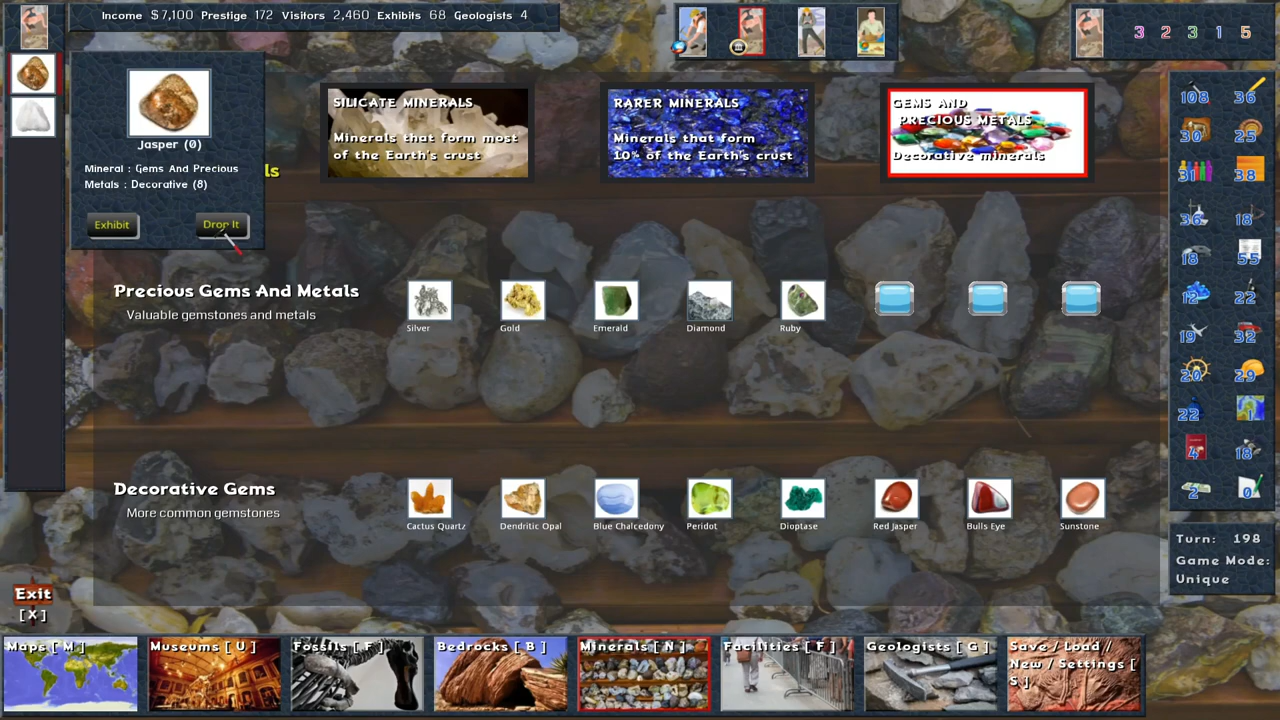 Income $7,100 Prestige 172 Visitors 2,460 Exhibits 68 Geologists 4
3 2 3 1 5
Jasper (0)
Mineral : Gems And Precious
Metals : Decorative (8)
Exhibit
Drop It
ls
SILICATE MINERALS
Minerals that form most
of the Earth's crust
RARER MINERALS
Minerals that form
10% of the Earth's crust
GEMS AND
PRECIOUS METALS
Decorative minerals
Precious Gems And Metals
Valuable gemstones and metals
Silver
Gold
Emerald
Diamond
Ruby
Decorative Gems
More common gemstones
Cactus Quartz
Dendritic Opal
Blue Chalcedony
Peridot
Dioptase
Red Jasper
Bulls Eye
Sunstone
108 36
30 25
31 38
36 18
18 55
12 22
19 32
20 29
22 1
4 18
2 0
Turn: 198
Game Mode:
Unique
Exit
[X]
Maps [ M ]
Museums [ U ]
Fossils [ F ]
Bedrocks [ B ]
Minerals [ N ]
Facilities [ F ]
Geologists [ G ]
Save / Load /
New / Settings [
S ]